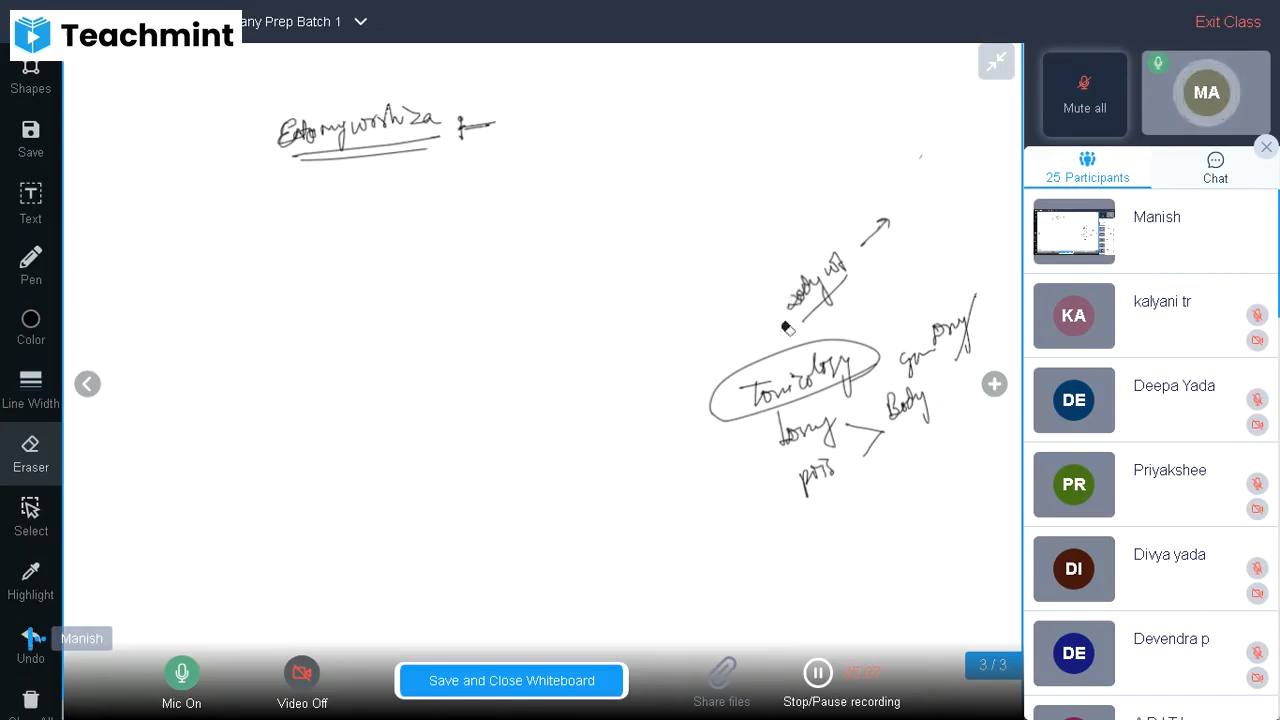 Teachmint
any Prep Batch 1
Exit Class
Shapes
Save
Text
Pen
Color
Line Width
Eraser
Select
Highlight
Undo
Manish
Mic On
Video Off
Save and Close Whiteboard
Share files
Stop/Pause recording
3 / 3
body wt
Toxicology
Body
Mute all
MA
25 Participants
Chat
Manish
KA
kalyani tr
DE
Deepa Yada
PR
Priyakshee
DI
Divya yada
DE
Devendra p